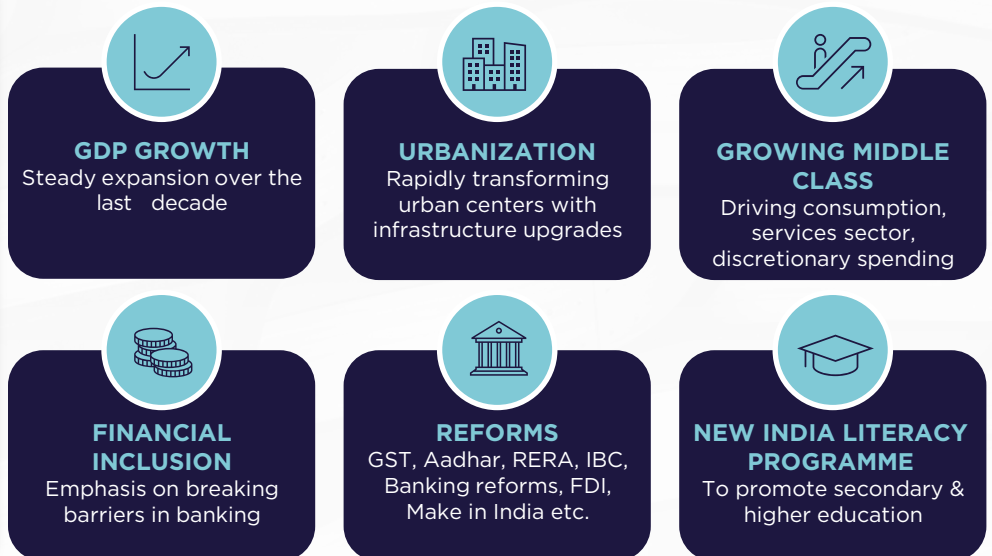 GDP GROWTH
Steady expansion over the
last decade
URBANIZATION
Rapidly transforming
urban centers with
infrastructure upgrades
GROWING MIDDLE
CLASS
Driving consumption,
services sector,
discretionary spending
FINANCIAL
INCLUSION
Emphasis on breaking
barriers in banking
REFORMS
GST, Aadhar, RERA, IBC,
Banking reforms, FDI,
Make in India etc.
NEW INDIA LITERACY
PROGRAMME
To promote secondary &
higher education